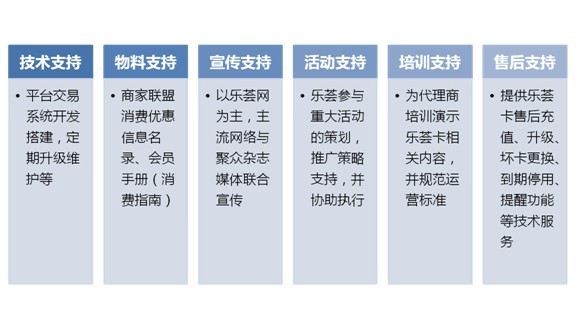 技术支持
• 平台交易
系统开发
搭建，定
期升级维
护等
物料支持
• 商家联盟
消费优惠
信息名
录、会员
手册（消
费指南）
宣传支持
• 以乐荟网
为主，主
流网络与
聚众杂志
媒体联合
宣传
活动支持
• 乐荟参与
重大活动
的策划，
推广策略
支持，并
协助执行
培训支持
• 为代理商
培训演示
乐荟卡相
关内容，
并规范运
营标准
售后支持
• 提供乐荟
卡售后充
值、升级、
坏卡更换、
到期停用、
提醒功能
等技术服
务